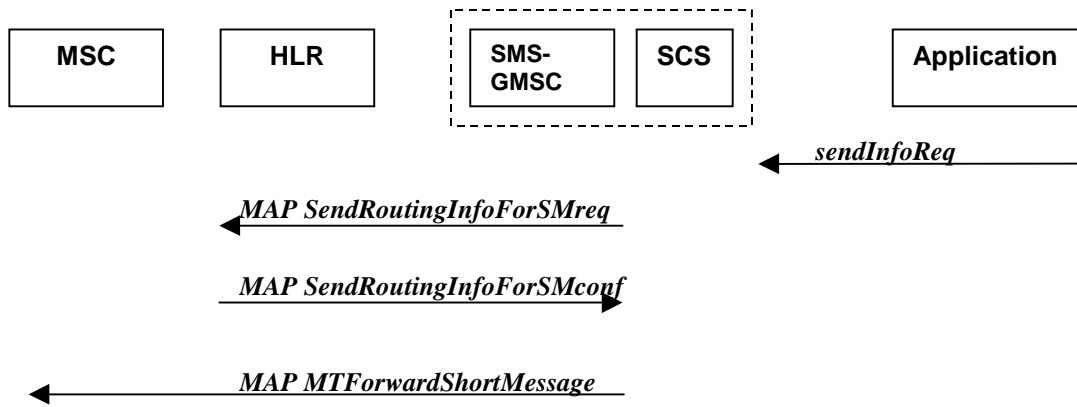 MSC
HLR
SMS-
GMSC
SCS
Application
sendInfoReq
MAP SendRoutingInfoForSMreq
MAP SendRoutingInfoForSMconf
MAP MTForwardShortMessage